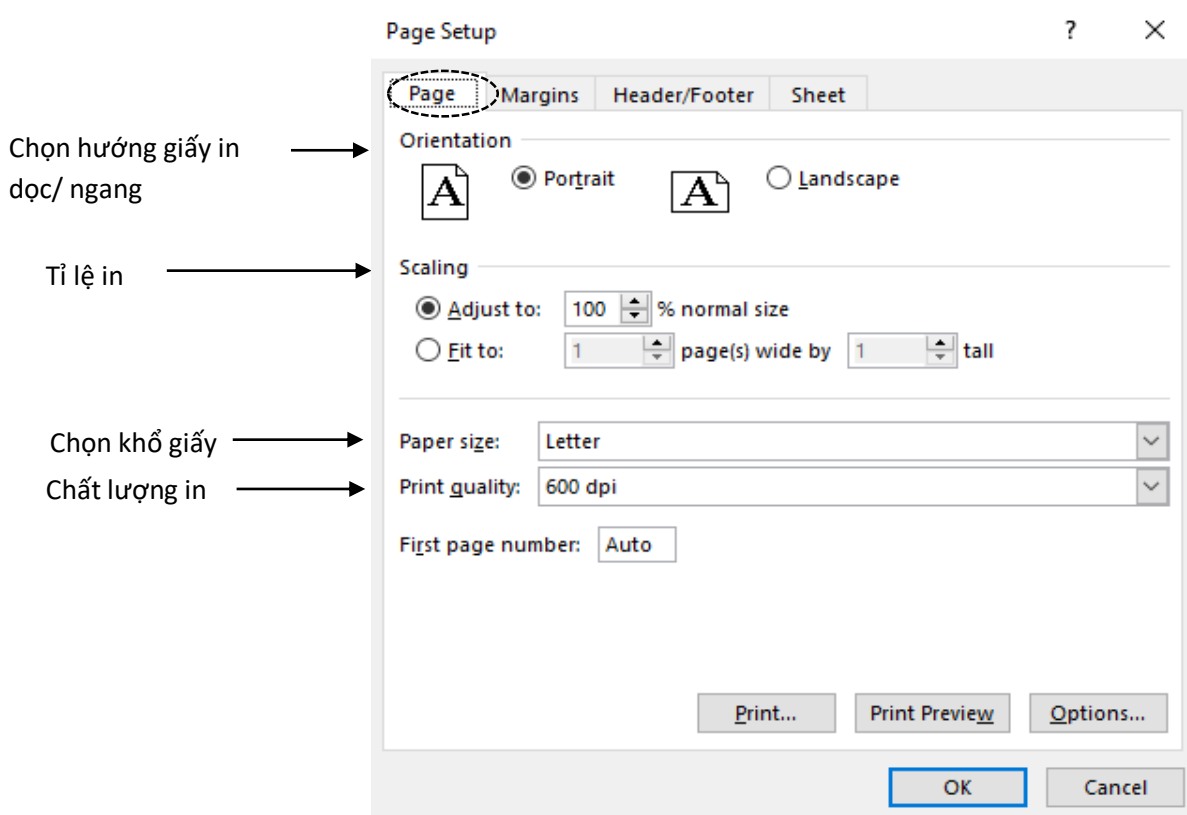 Page Setup
?
Page Margins Header/Footer Sheet
Chọn hướng giấy in
dọc/ ngang
Orientation
A Portrait A Landscape
Tỉ lệ in
Scaling
Adjust to: 100 % normal size
Fit to: 1 page(s) wide by 1 tall
Chọn khổ giấy
Paper size: Letter
Chất lượng in
Print quality: 600 dpi
First page number: Auto
Print... Print Preview Options...
OK Cancel